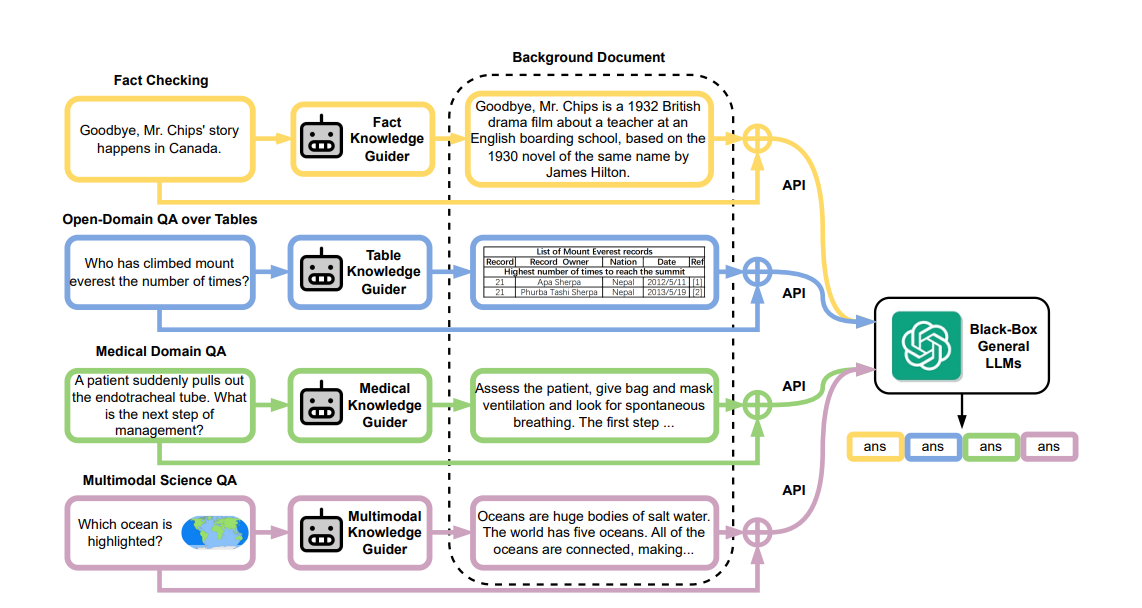 Background Document
Fact Checking
Goodbye, Mr. Chips' story
happens in Canada.
Fact
Knowledge
Guider
Goodbye, Mr. Chips is a 1932 British
drama film about a teacher at an
English boarding school, based on the
1930 novel of the same name by
James Hilton.
API
Open-Domain QA over Tables
Who has climbed mount
everest the number of times?
Table
Knowledge
Guider
List of Mount Everest records
Record Record Owner Nation Date Ref
Highest number of times to reach the summit
21 Apa Sherpa Nepal 2012/5/11 [1]
21 Phurba Tashi Sherpa Nepal 2013/5/19 [2]
API
Medical Domain QA
A patient suddenly pulls out
the endotracheal tube. What
is the next step of
management?
Medical
Knowledge
Guider
Assess the patient, give bag and mask
ventilation and look for spontaneous
breathing. The first step ...
API
Multimodal Science QA
Which ocean is
highlighted?
Multimodal
Knowledge
Guider
Oceans are huge bodies of salt water.
The world has five oceans. All of the
oceans are connected, making...
API
Black-Box
General
LLMs
ans ans ans ans